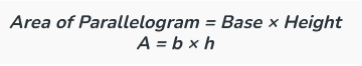 Area of Parallelogram = Base × Height
A = b × h